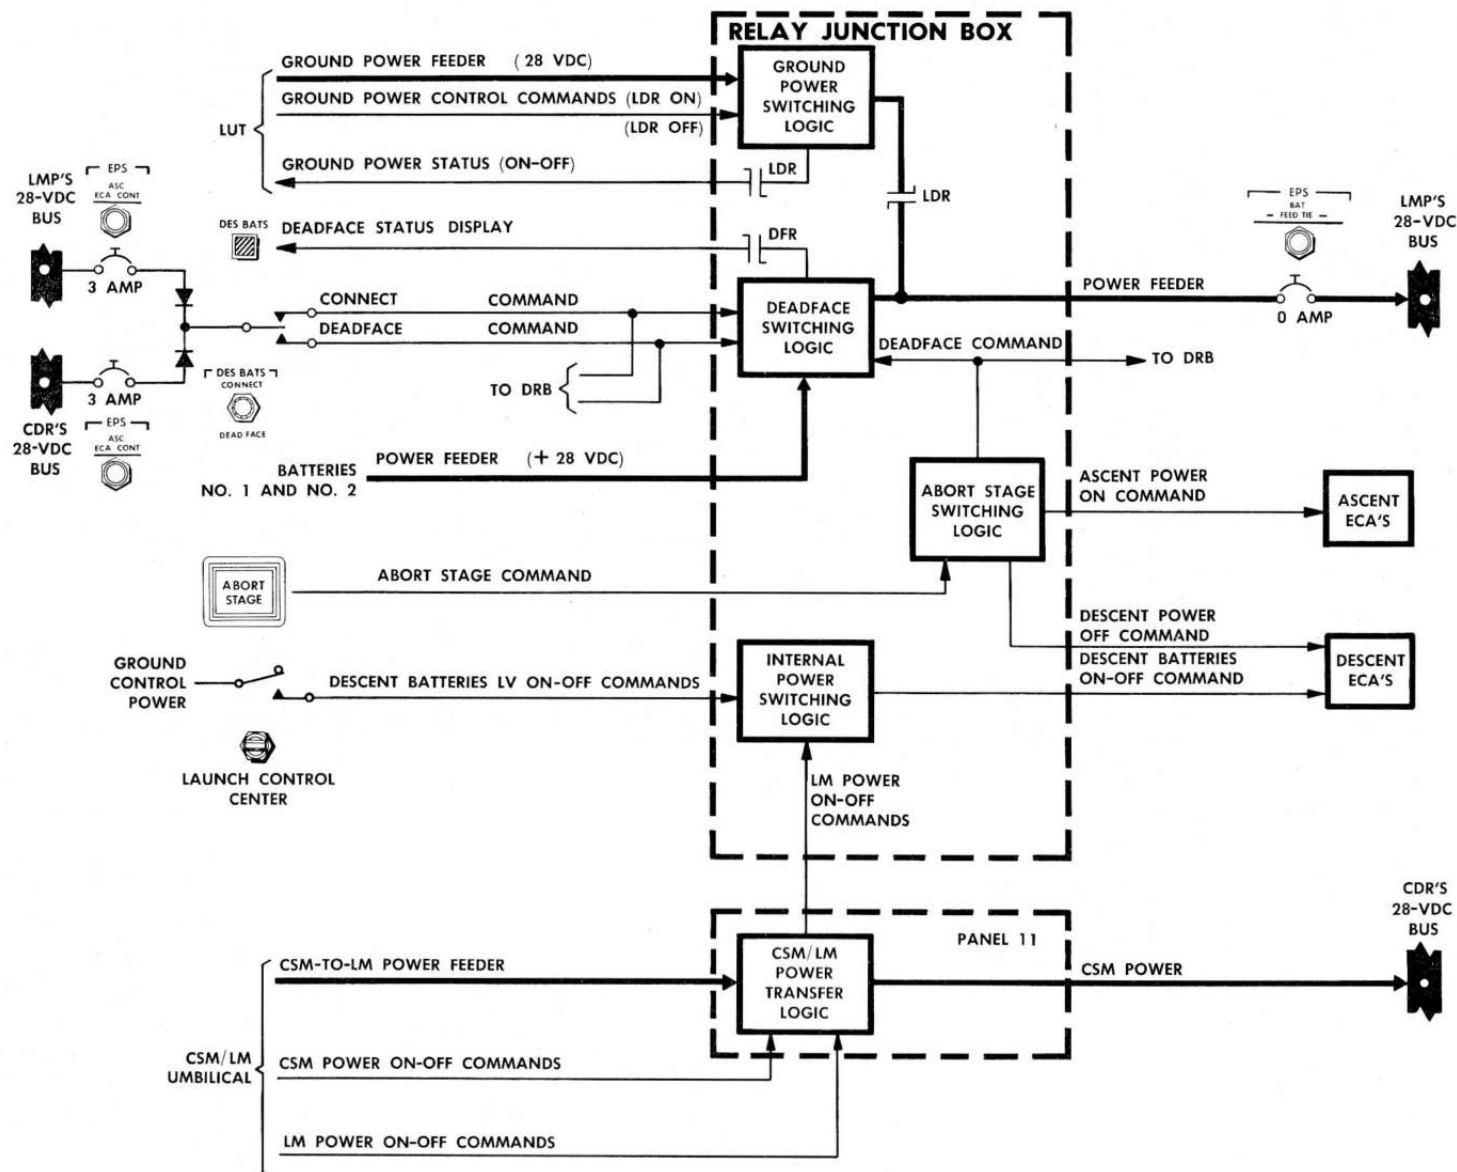 RELAY JUNCTION BOX
GROUND POWER FEEDER (28 VDC)
GROUND POWER CONTROL COMMANDS (LDR ON)
(LDR OFF)
LUT
GROUND POWER STATUS (ON-OFF)
GROUND
POWER
SWITCHING
LOGIC
LDR
LDR
LMP'S
28-VDC
BUS
EPS
ASC
ECA CONT
3 AMP
DES BATS
DEADFACE STATUS DISPLAY
DFR
CONNECT COMMAND
DEADFACE COMMAND
TO DRB
DEADFACE
SWITCHING
LOGIC
POWER FEEDER
DEADFACE COMMAND
TO DRB
EPS
BAT
- FEED TIE -
0 AMP
LMP'S
28-VDC
BUS
3 AMP
CDR'S
28-VDC
BUS
EPS
ASC
ECA CONT
DES BATS
CONNECT
DEAD FACE
BATTERIES
NO. 1 AND NO. 2
POWER FEEDER (+ 28 VDC)
ABORT STAGE
SWITCHING
LOGIC
ASCENT POWER
ON COMMAND
ASCENT
ECA'S
ABORT
STAGE
ABORT STAGE COMMAND
DESCENT POWER
OFF COMMAND
DESCENT BATTERIES
ON-OFF COMMAND
DESCENT
ECA'S
GROUND
CONTROL
POWER
DESCENT BATTERIES LV ON-OFF COMMANDS
INTERNAL
POWER
SWITCHING
LOGIC
LAUNCH CONTROL
CENTER
LM POWER
ON-OFF
COMMANDS
PANEL 11
CSM-TO-LM POWER FEEDER
CSM/LM
POWER
TRANSFER
LOGIC
CSM POWER
CDR'S
28-VDC
BUS
CSM/LM
UMBILICAL
CSM POWER ON-OFF COMMANDS
LM POWER ON-OFF COMMANDS